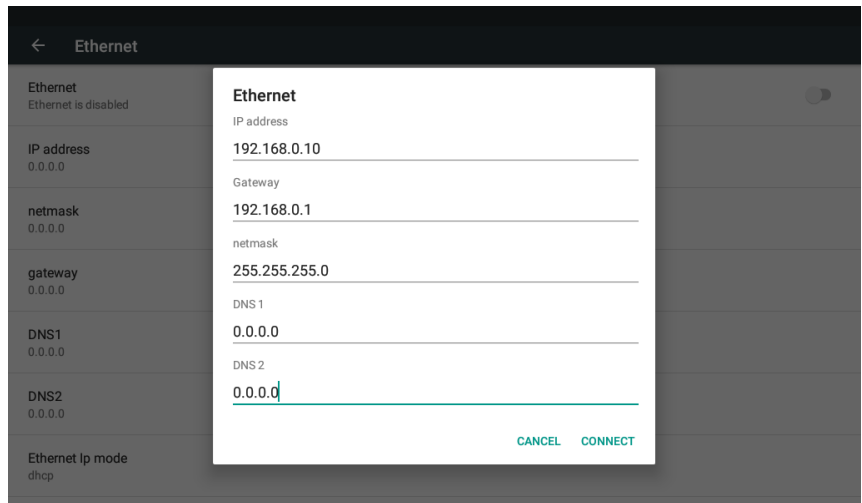 Ethernet
Ethernet
Ethernet is disabled
IP address
0.0.0.0
netmask
0.0.0.0
gateway
0.0.0.0
DNS1
0.0.0.0
DNS2
0.0.0.0
Ethernet Ip mode
dhcp
Ethernet
IP address
192.168.0.10
Gateway
192.168.0.1
netmask
255.255.255.0
DNS 1
0.0.0.0
DNS 2
0.0.0.0
CANCEL CONNECT